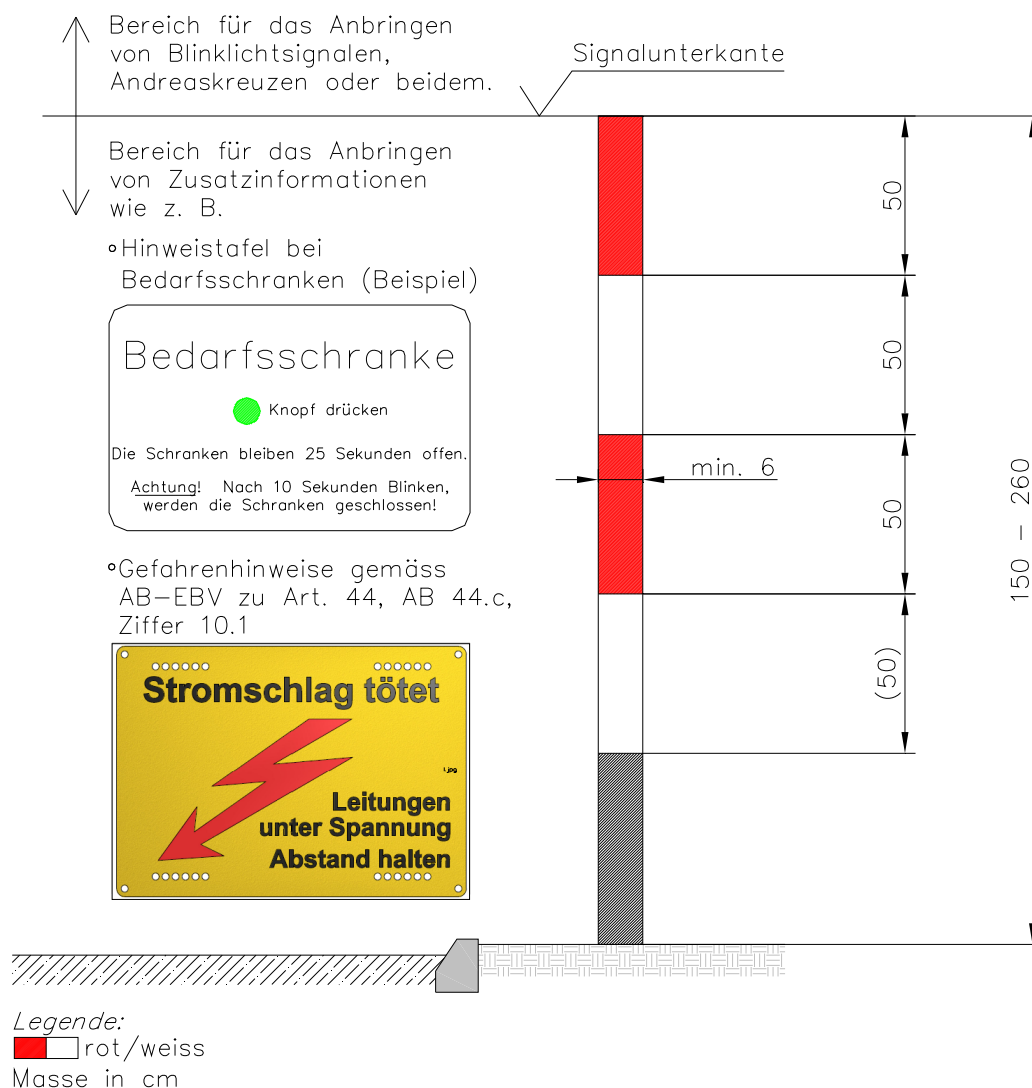 Bereich für das Anbringen
von Blinklichtsignalen,
Andreaskreuzen oder beidem.
Signalunterkante
Bereich für das Anbringen
von Zusatzinformationen
wie z. B.
Hinweistafel bei
Bedarfsschranken (Beispiel)
Bedarfsschranke
Knopf drücken
Die Schranken bleiben 25 Sekunden offen.
Achtung! Nach 10 Sekunden Blinken,
werden die Schranken geschlossen!
Gefahrenhinweise gemäss
AB-EBV zu Art. 44, AB 44.c,
Ziffer 10.1
Stromschlag tötet
1.jpg
Leitungen
unter Spannung
Abstand halten
50
50
min. 6
50
(50)
150 - 260
Legende:
rot/weiss
Masse in cm